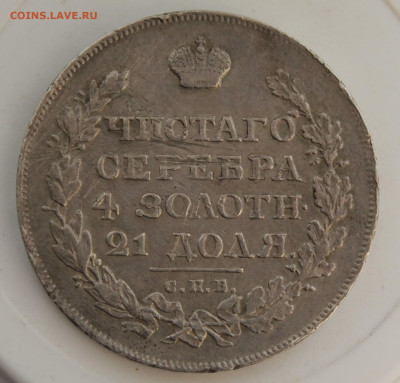 COINS.LAVE.RU
ЧИСТАГО
СЕРЕБРА
4 ЗОЛОТН·
21 ДОЛЯ.
С.П.Б.